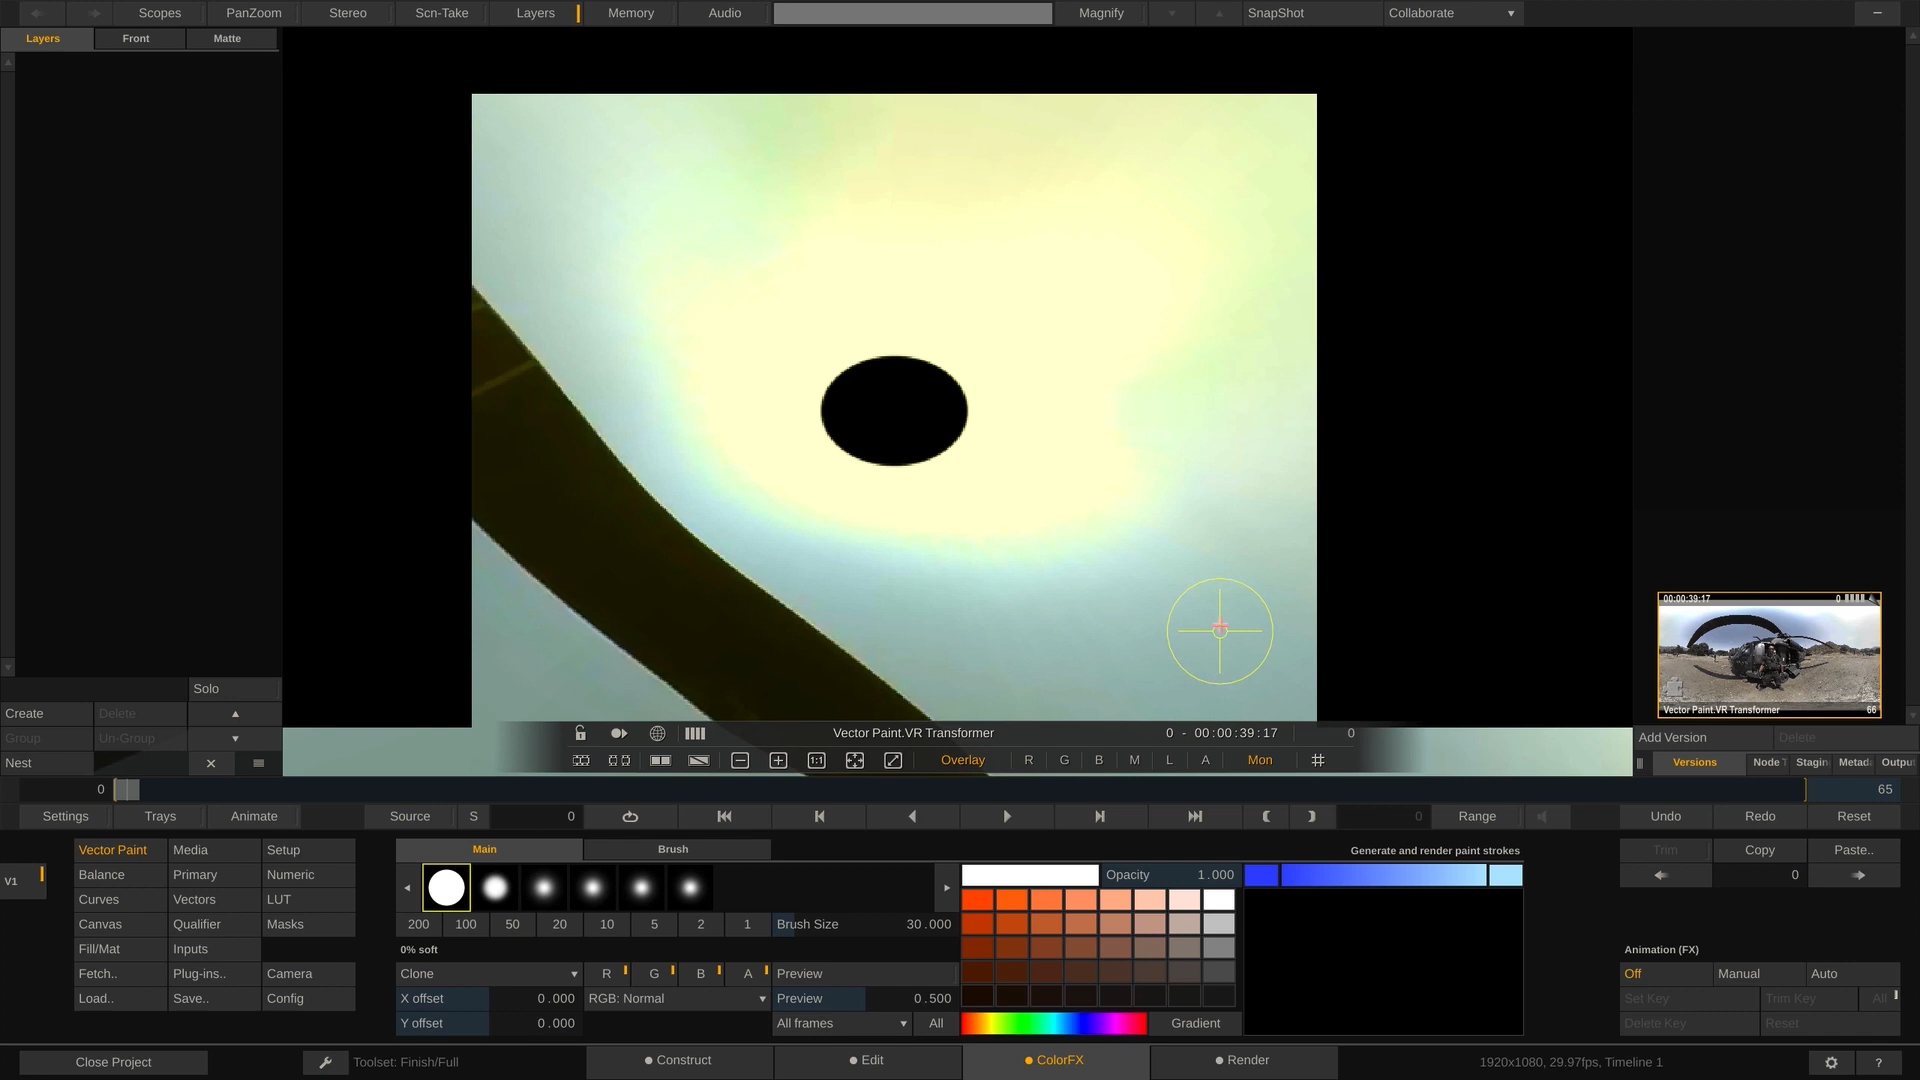 Scopes PanZoom Stereo Scn-Take Layers Memory Audio Magnify SnapShot Collaborate
Layers Front Matte
00:00:39:17 0
Vector Paint.VR Transformer 66
Solo
Create Delete
Group Un-Group
Nest
Vector Paint.VR Transformer 0 - 00:00:39:17 0
1:1 Overlay R G B M L A Mon
Add Version Delete
Versions Node T Stagin Metad Outpu
0 65
Settings Trays Animate Source S 0 0 Range Undo Redo Reset
V1
Vector Paint Media Setup
Balance Primary Numeric
Curves Vectors LUT
Canvas Qualifier Masks
Fill/Mat Inputs
Fetch.. Plug-ins.. Camera
Load.. Save.. Config
Main Brush Generate and render paint strokes
Opacity 1.000
200 100 50 20 10 5 2 1 Brush Size 30.000
0% soft
Clone R G B A Preview
X offset 0.000 RGB: Normal Preview 0.500
Y offset 0.000 All frames All Gradient
Trim Copy Paste..
0
Animation (FX)
Off Manual Auto
Set Key Trim Key All
Delete Key Reset
Close Project Toolset: Finish/Full Construct Edit ColorFX Render 1920x1080, 29.97fps, Timeline 1 ?